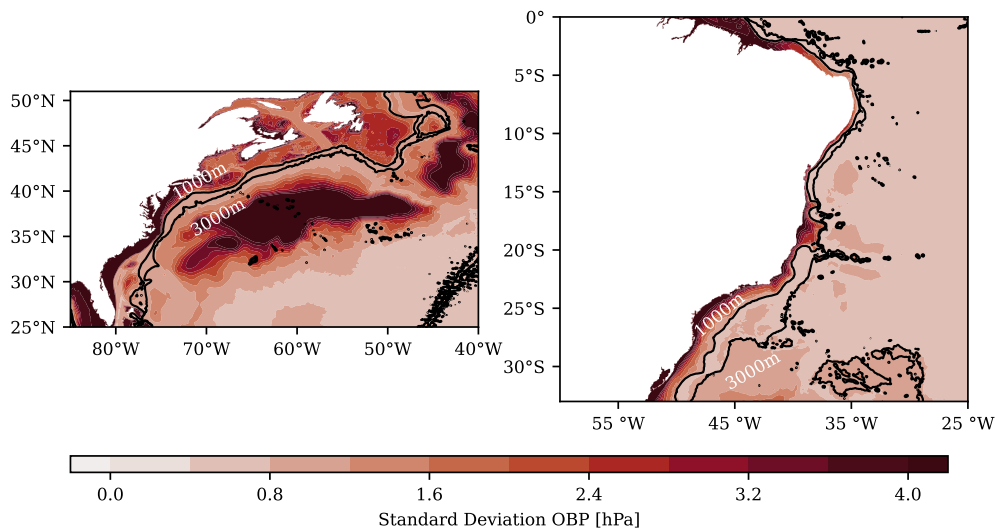 50°N
45°N
40°N
35°N
30°N
25°N
80°W
70°W
60°W
50°W
40°W
1000m
3000m
0°
5°S
10°S
15°S
20°S
25°S
30°S
55 °W
45 °W
35 °W
25 °W
1000m
3000m
0.0
0.8
1.6
2.4
3.2
4.0
Standard Deviation OBP [hPa]